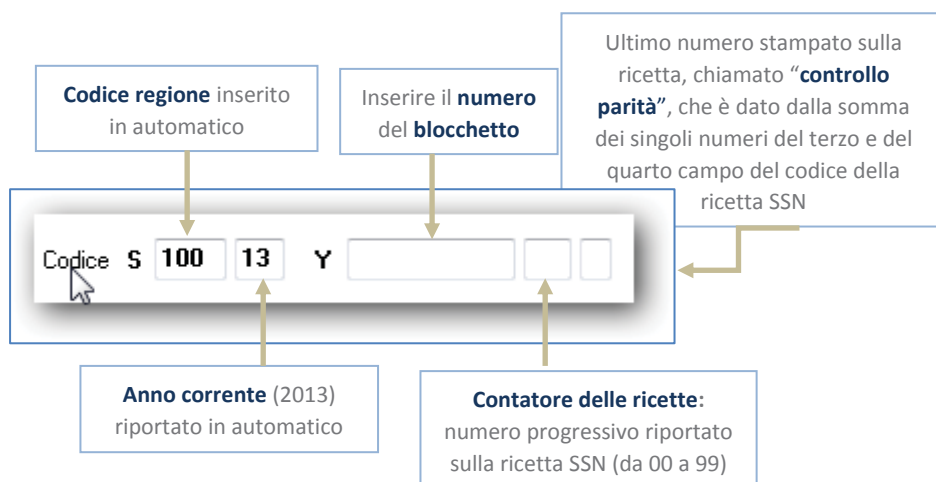 Ultimo numero stampato sulla
ricetta, chiamato “controllo
parità”, che è dato dalla somma
dei singoli numeri del terzo e del
quarto campo del codice della
ricetta SSN
Codice regione inserito
in automatico
Inserire il numero
del blocchetto
Codice S 100 13 Y
Anno corrente (2013)
riportato in automatico
Contatore delle ricette:
numero progressivo riportato
sulla ricetta SSN (da 00 a 99)